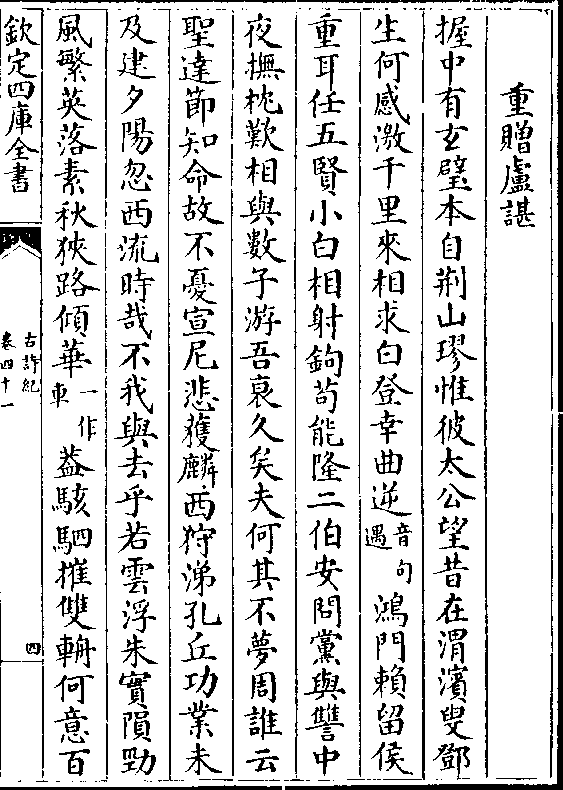 重贈盧諶
握中有玄璧本自荆山璆惟彼太公望昔在渭濱叟鄧
生何感激千里來相求白登幸曲逆音句遇鴻門賴留侯
重耳任五賢小白相射鉤苟能隆二伯安問黨與讐中
夜撫枕歎相與數子游吾衰久矣夫何其不夢周誰云
聖達節知命故不憂宣尼悲獲麟西狩涕孔丘功業未
及建夕陽忽西流時哉不我與去乎若雲浮朱實隕勁
風繁英落素秋狹路傾華一作車葢駭駟摧雙輈何意百
欽定四庫全書
古詩紀
卷四十一
四